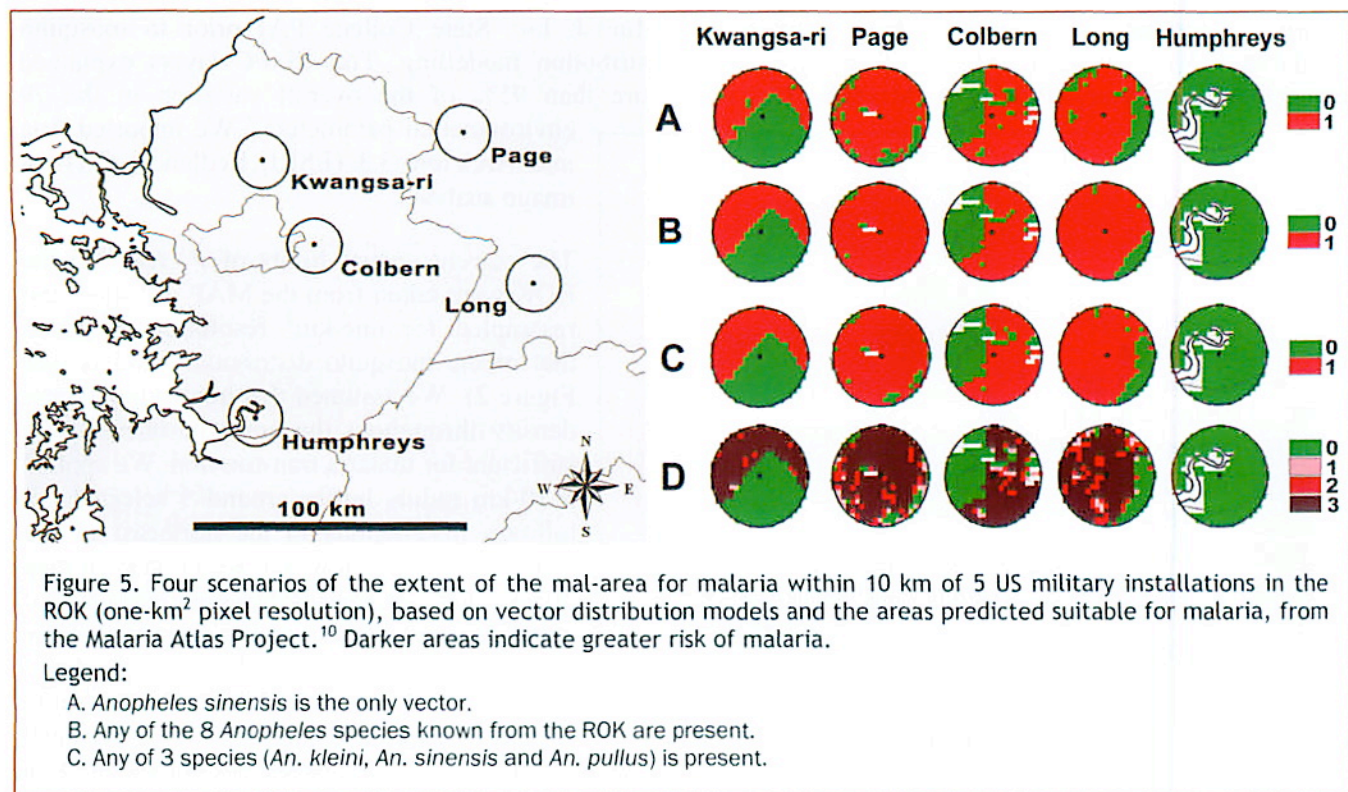 Kwangsa-ri Page Colbern Long Humphreys
Page
Kwangsa-ri
Colbern
Long
Humphreys
N
W E
S
100 km
A
0
1
B
0
1
C
0
1
D
0
1
2
3
Figure 5. Four scenarios of the extent of the mal-area for malaria within 10 km of 5 US military installations in the
ROK (one-km² pixel resolution), based on vector distribution models and the areas predicted suitable for malaria, from
the Malaria Atlas Project.¹⁰ Darker areas indicate greater risk of malaria.
Legend:
A. Anopheles sinensis is the only vector.
B. Any of the 8 Anopheles species known from the ROK are present.
C. Any of 3 species (An. kleini, An. sinensis and An. pullus) is present.